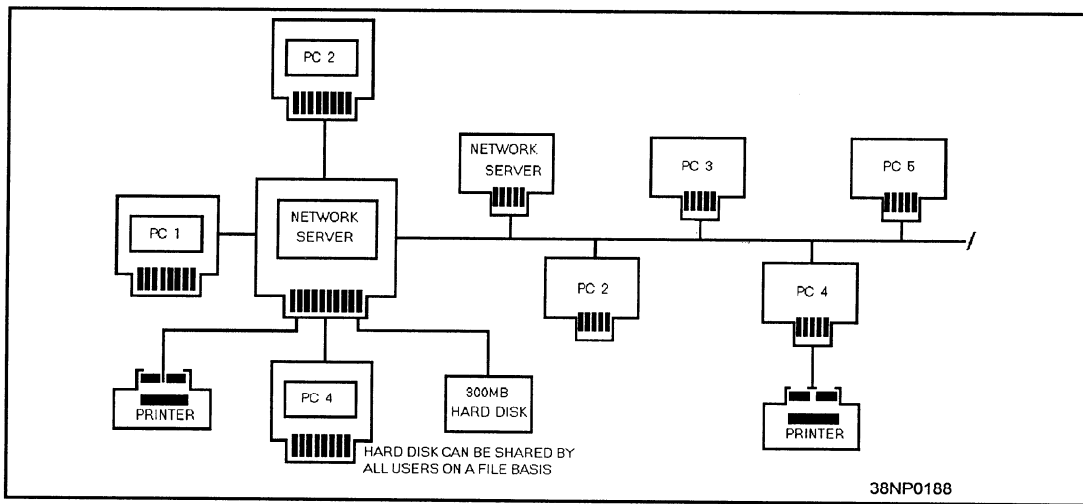 PC 2
NETWORK
SERVER
PC 3
PC 5
PC 1
NETWORK
SERVER
PC 2
PC 4
PRINTER
PC 4
300MB
HARD DISK
PRINTER
HARD DISK CAN BE SHARED BY
ALL USERS ON A FILE BASIS
38NP0188